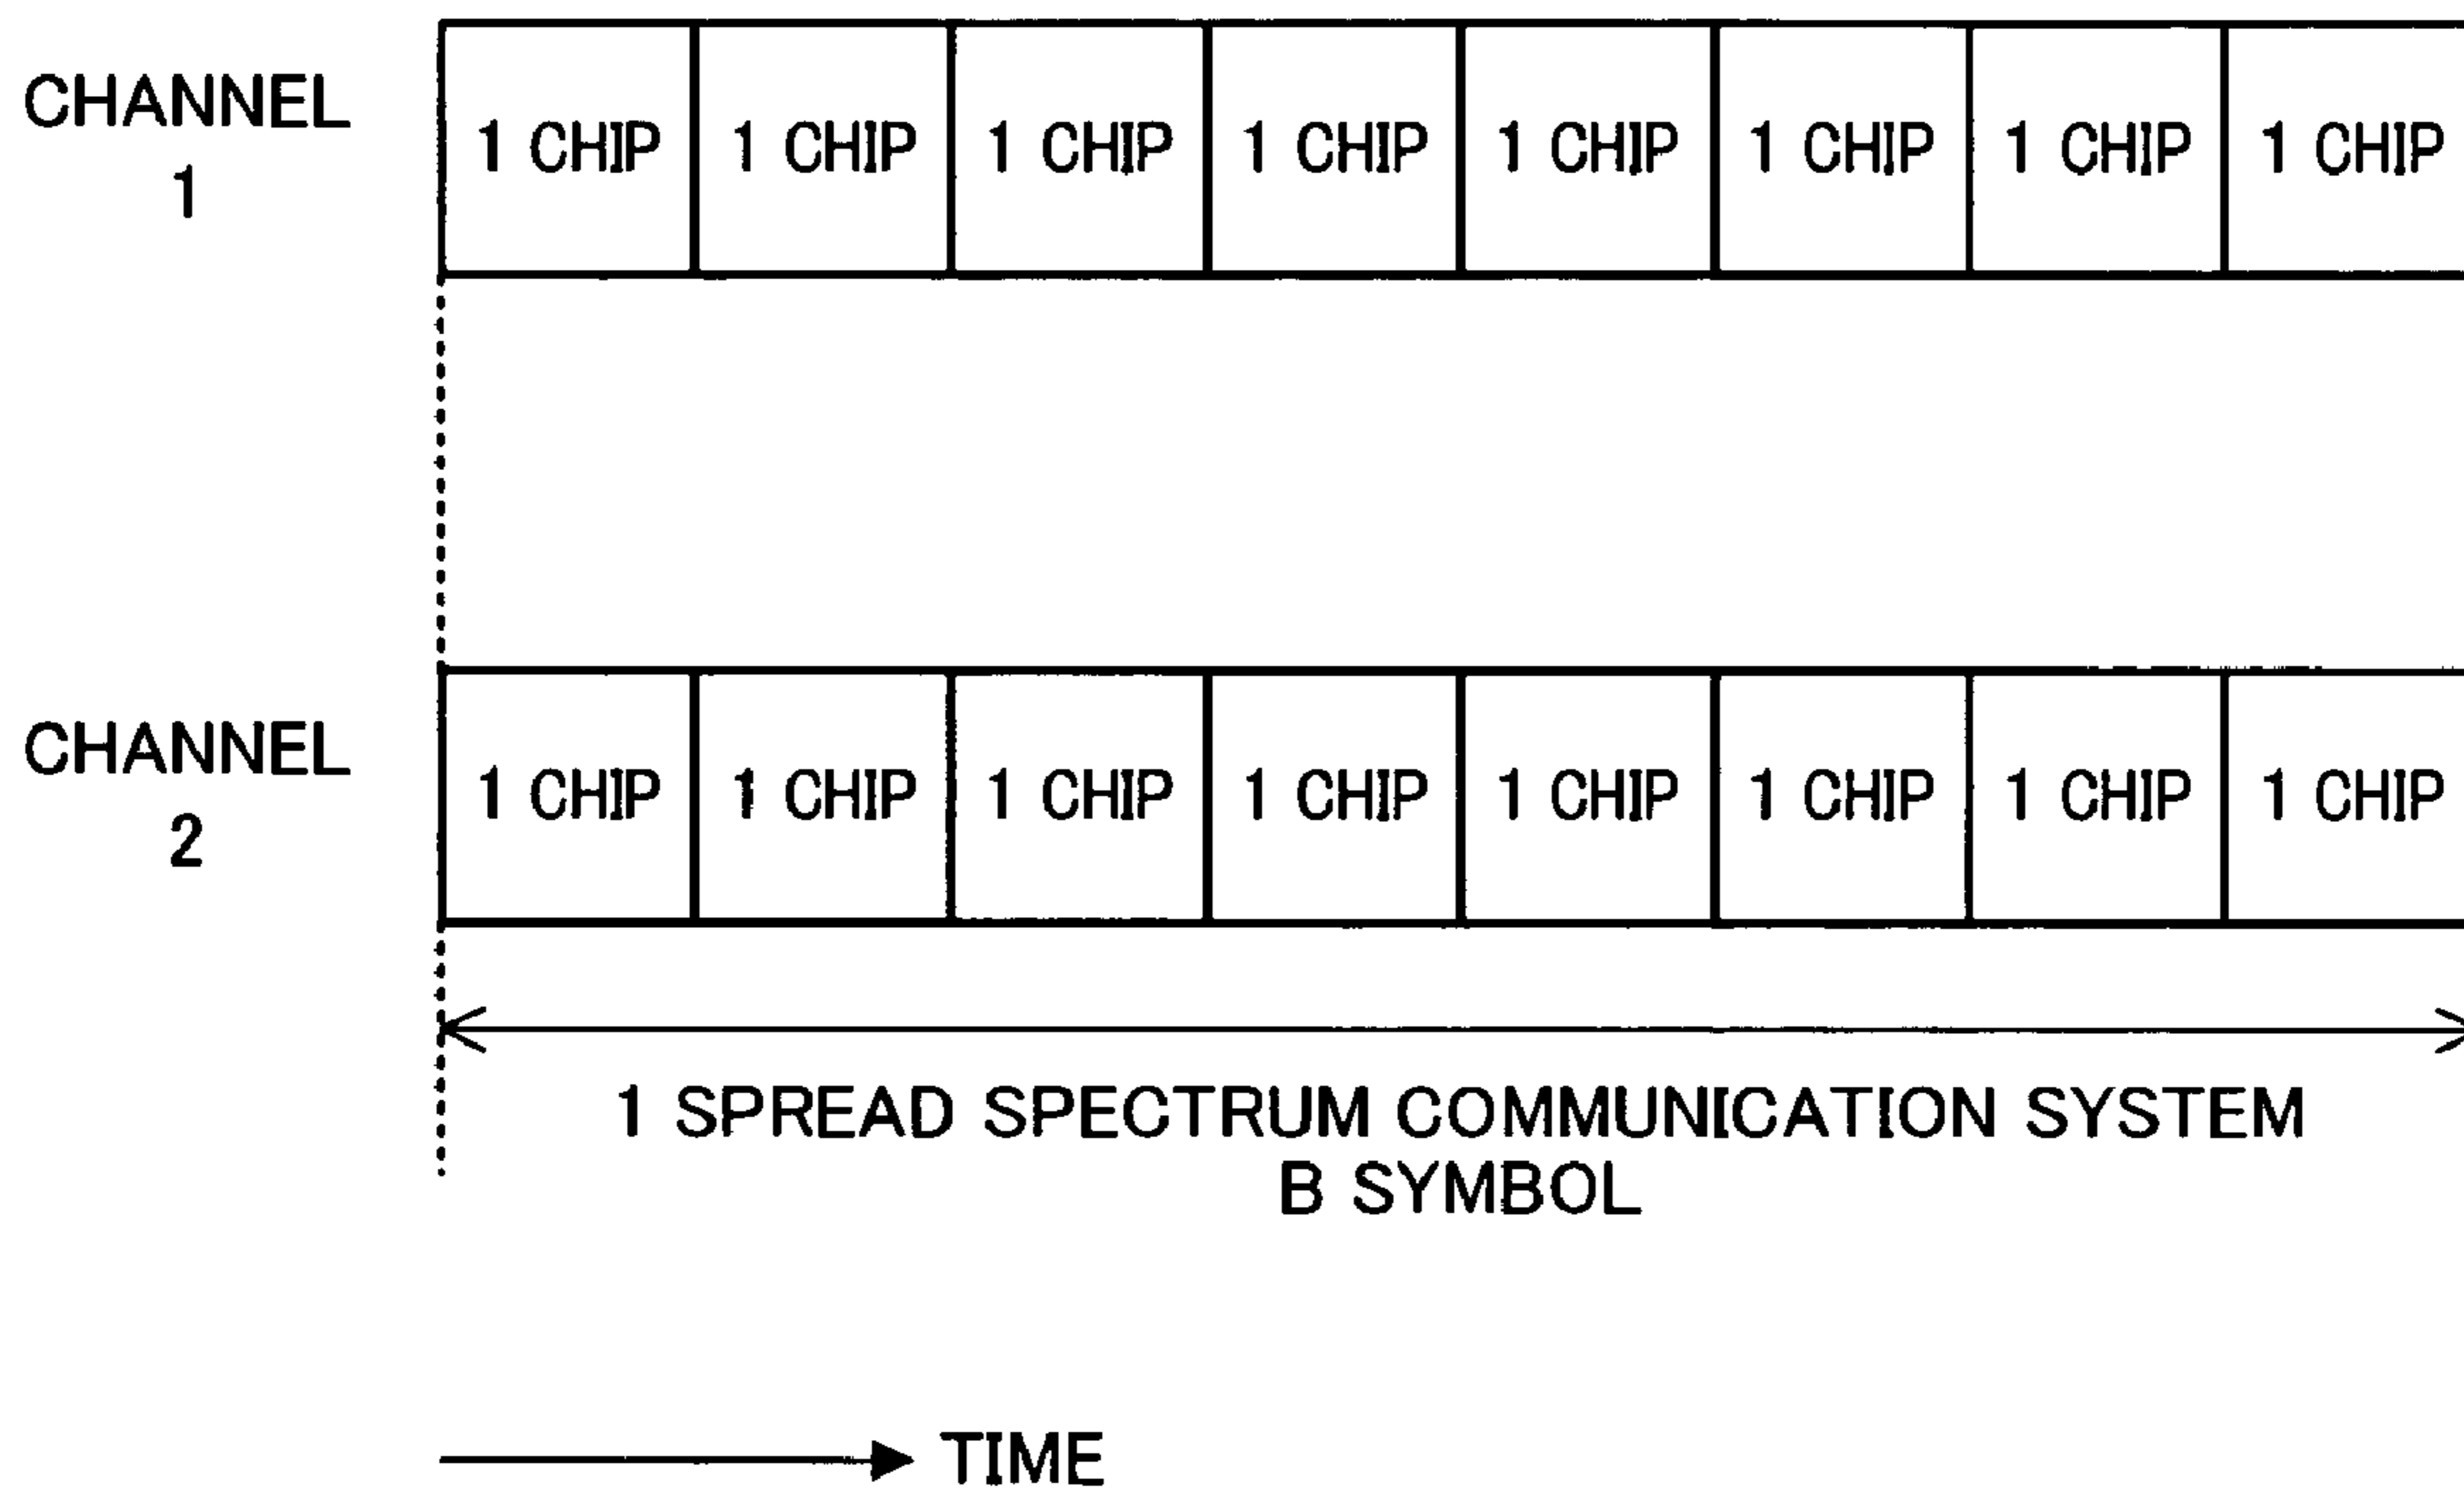 CHANNEL
1
1 CHIP 1 CHIP 1 CHIP 1 CHIP 1 CHIP 1 CHIP 1 CHIP 1 CHIP
CHANNEL
2
1 CHIP 1 CHIP 1 CHIP 1 CHIP 1 CHIP 1 CHIP 1 CHIP 1 CHIP
1 SPREAD SPECTRUM COMMUNICATION SYSTEM
B SYMBOL
TIME